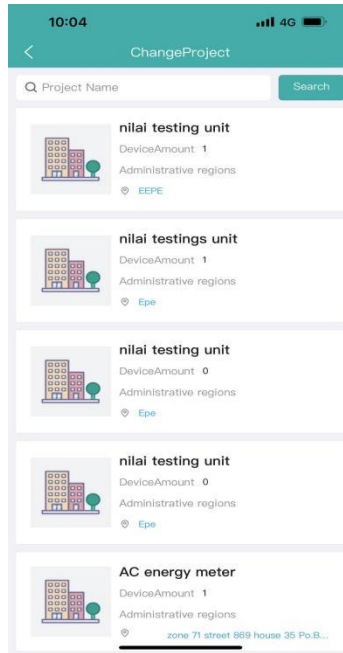 10:04
4G
ChangeProject
Project Name
Search
nilai testing unit
DeviceAmount 1
Administrative regions
EEPE
nilai testings unit
DeviceAmount 1
Administrative regions
Epe
nilai testing unit
DeviceAmount 0
Administrative regions
Epe
nilai testing unit
DeviceAmount 0
Administrative regions
Epe
AC energy meter
DeviceAmount 1
Administrative regions
zone 71 street 869 house 35 Po.B...